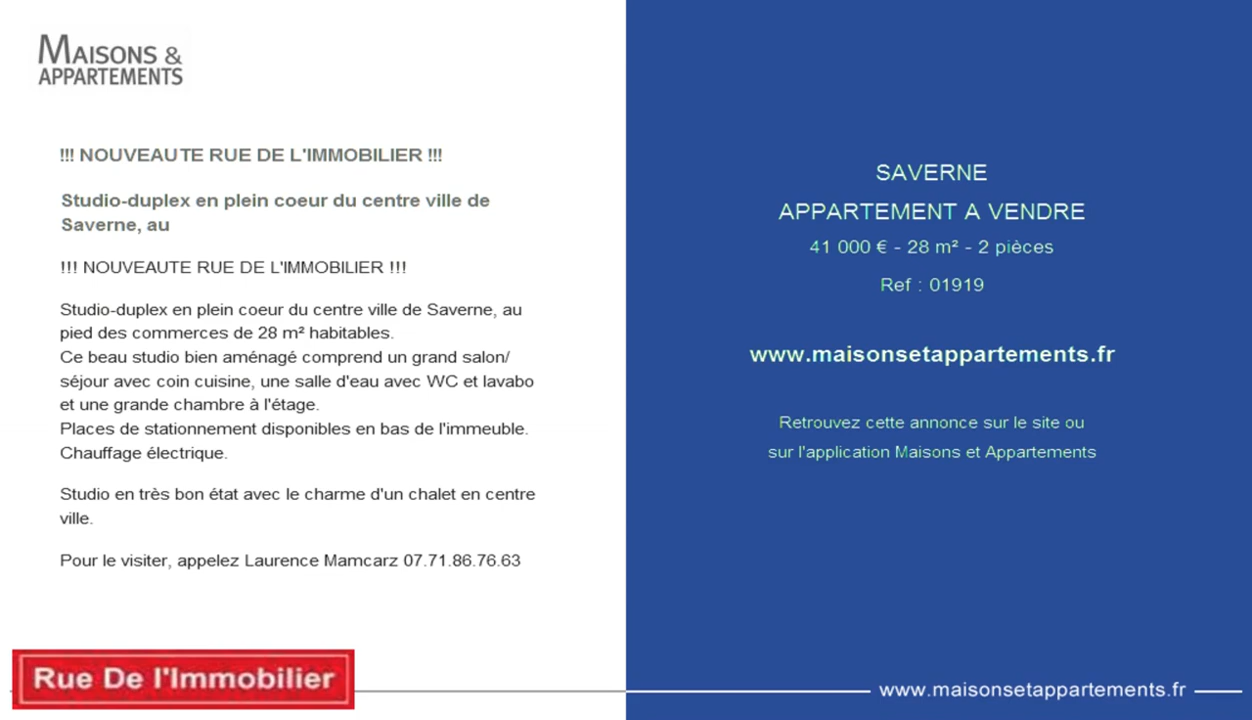 MAISONS &
APPARTEMENTS
!!! NOUVEAUTE RUE DE L'IMMOBILIER !!!
Studio-duplex en plein coeur du centre ville de
Saverne, au
!!! NOUVEAUTE RUE DE L'IMMOBILIER !!!
Studio-duplex en plein coeur du centre ville de Saverne, au
pied des commerces de 28 m² habitables.
Ce beau studio bien aménagé comprend un grand salon/
séjour avec coin cuisine, une salle d'eau avec WC et lavabo
et une grande chambre à l'étage.
Places de stationnement disponibles en bas de l'immeuble.
Chauffage électrique.
Studio en très bon état avec le charme d'un chalet en centre
ville.
Pour le visiter, appelez Laurence Mamcarz 07.71.86.76.63
Rue De l'Immobilier
SAVERNE
APPARTEMENT A VENDRE
41 000 € - 28 m² - 2 pièces
Ref : 01919
www.maisonsetappartements.fr
Retrouvez cette annonce sur le site ou
sur l'application Maisons et Appartements
www.maisonsetappartements.fr